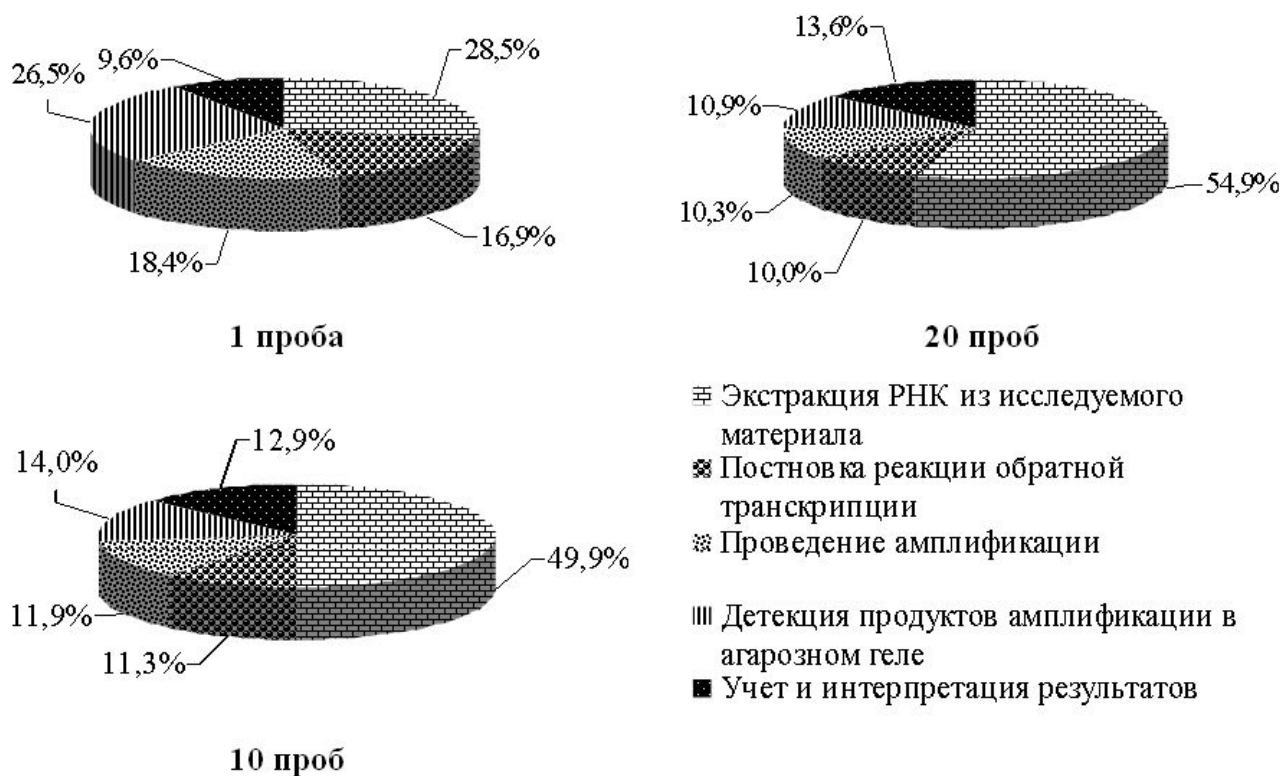 9,6%
28,5%
26,5%
18,4%
16,9%
1 проба
13,6%
10,9%
54,9%
10,3%
10,0%
20 проб
12,9%
14,0%
49,9%
11,9%
11,3%
10 проб
Экстракция РНК из исследуемого
материала
Постновка реакции обратной
транскрипции
Проведение амплификации
Детекция продуктов амплификации в
агарозном геле
Учет и интерпретация результатов